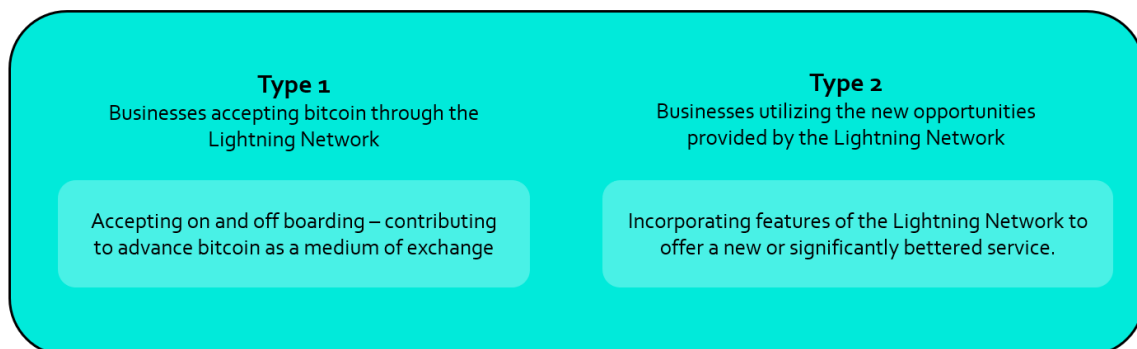 Type 1
Businesses accepting bitcoin through the
Lightning Network
Accepting on and off boarding – contributing
to advance bitcoin as a medium of exchange
Type 2
Businesses utilizing the new opportunities
provided by the Lightning Network
Incorporating features of the Lightning Network to
offer a new or significantly bettered service.